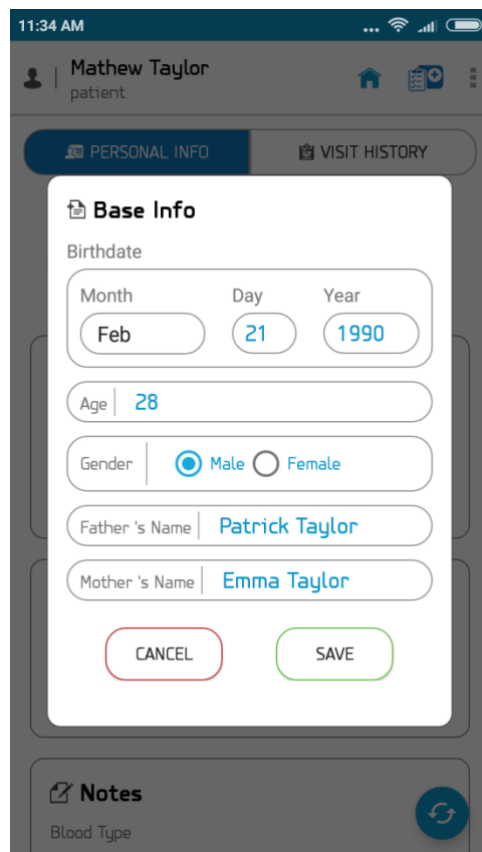 11:34 AM
Mathew Taylor
patient
PERSONAL INFO VISIT HISTORY
Base Info
Birthdate
Month Day Year
Feb 21 1990
Age 28
Gender Male Female
Father 's Name Patrick Taylor
Mother 's Name Emma Taylor
CANCEL SAVE
Notes
Blood Type